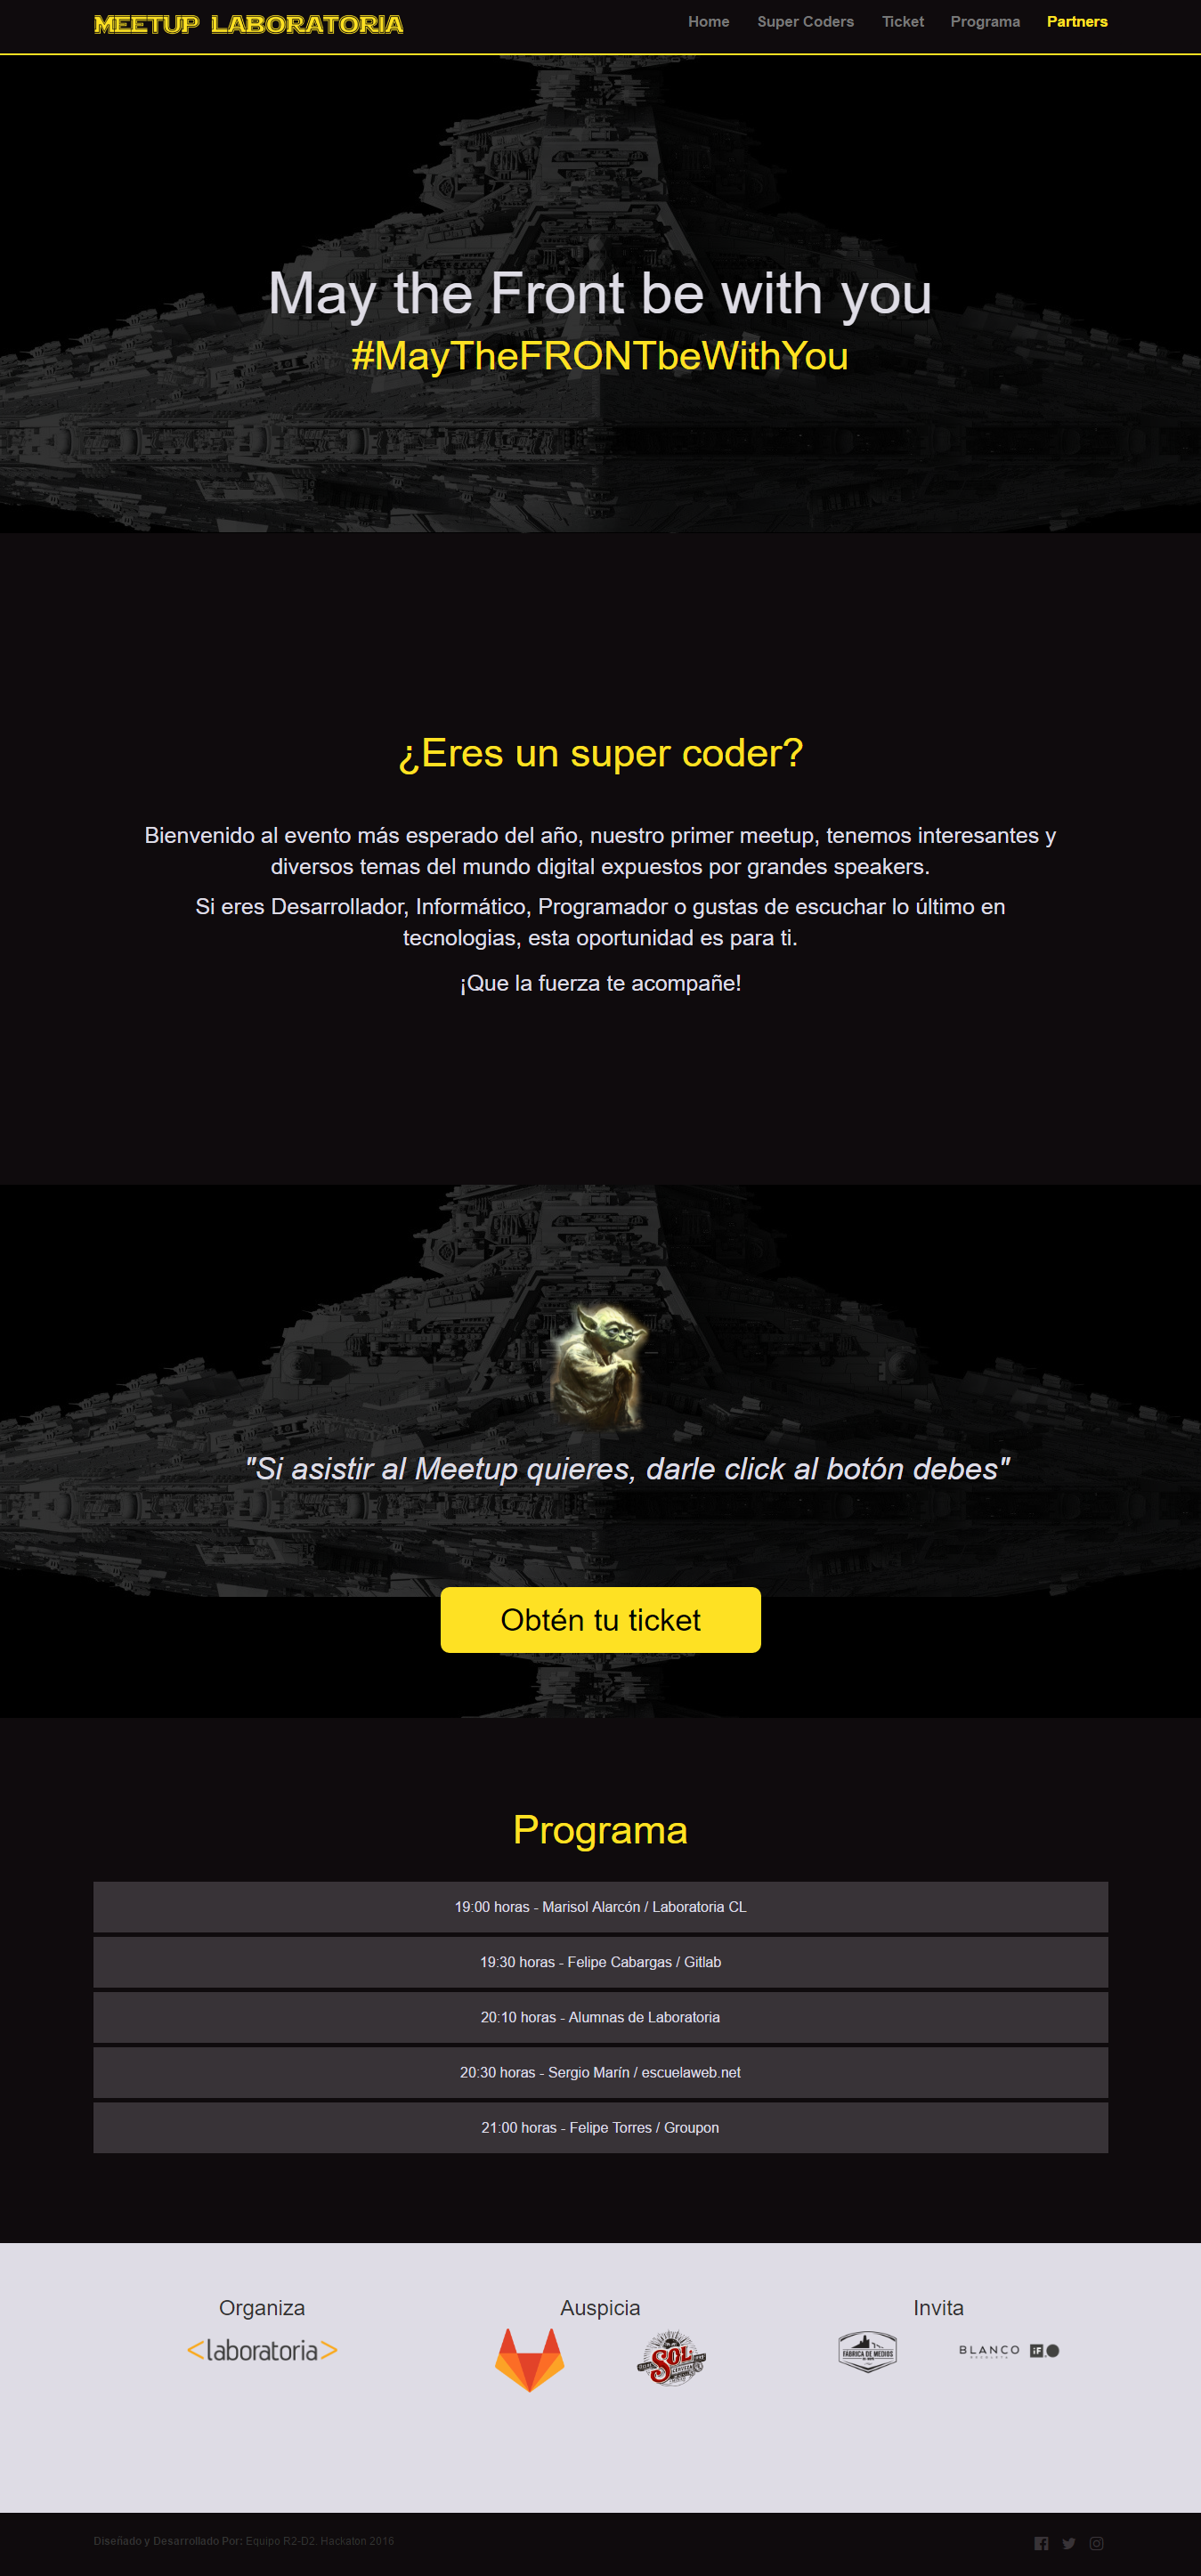 MEETUP LABORATORIA
Home Super Coders Ticket Programa Partners
May the Front be with you
#MayTheFRONTbeWithYou
¿Eres un super coder?
Bienvenido al evento más esperado del año, nuestro primer meetup, tenemos interesantes y
diversos temas del mundo digital expuestos por grandes speakers.
Si eres Desarrollador, Informático, Programador o gustas de escuchar lo último en
tecnologias, esta oportunidad es para ti.
¡Que la fuerza te acompañe!
"Si asistir al Meetup quieres, darle click al botón debes"
Obtén tu ticket
Programa
19:00 horas - Marisol Alarcón / Laboratoria CL
19:30 horas - Felipe Cabargas / Gitlab
20:10 horas - Alumnas de Laboratoria
20:30 horas - Sergio Marín / escuelaweb.net
21:00 horas - Felipe Torres / Groupon
Organiza Auspicia Invita
<laboratoria>
SOL
FABRICA DE MEDIOS
BLANCO
IF
Diseñado y Desarrollado Por: Equipo R2-D2. Hackaton 2016